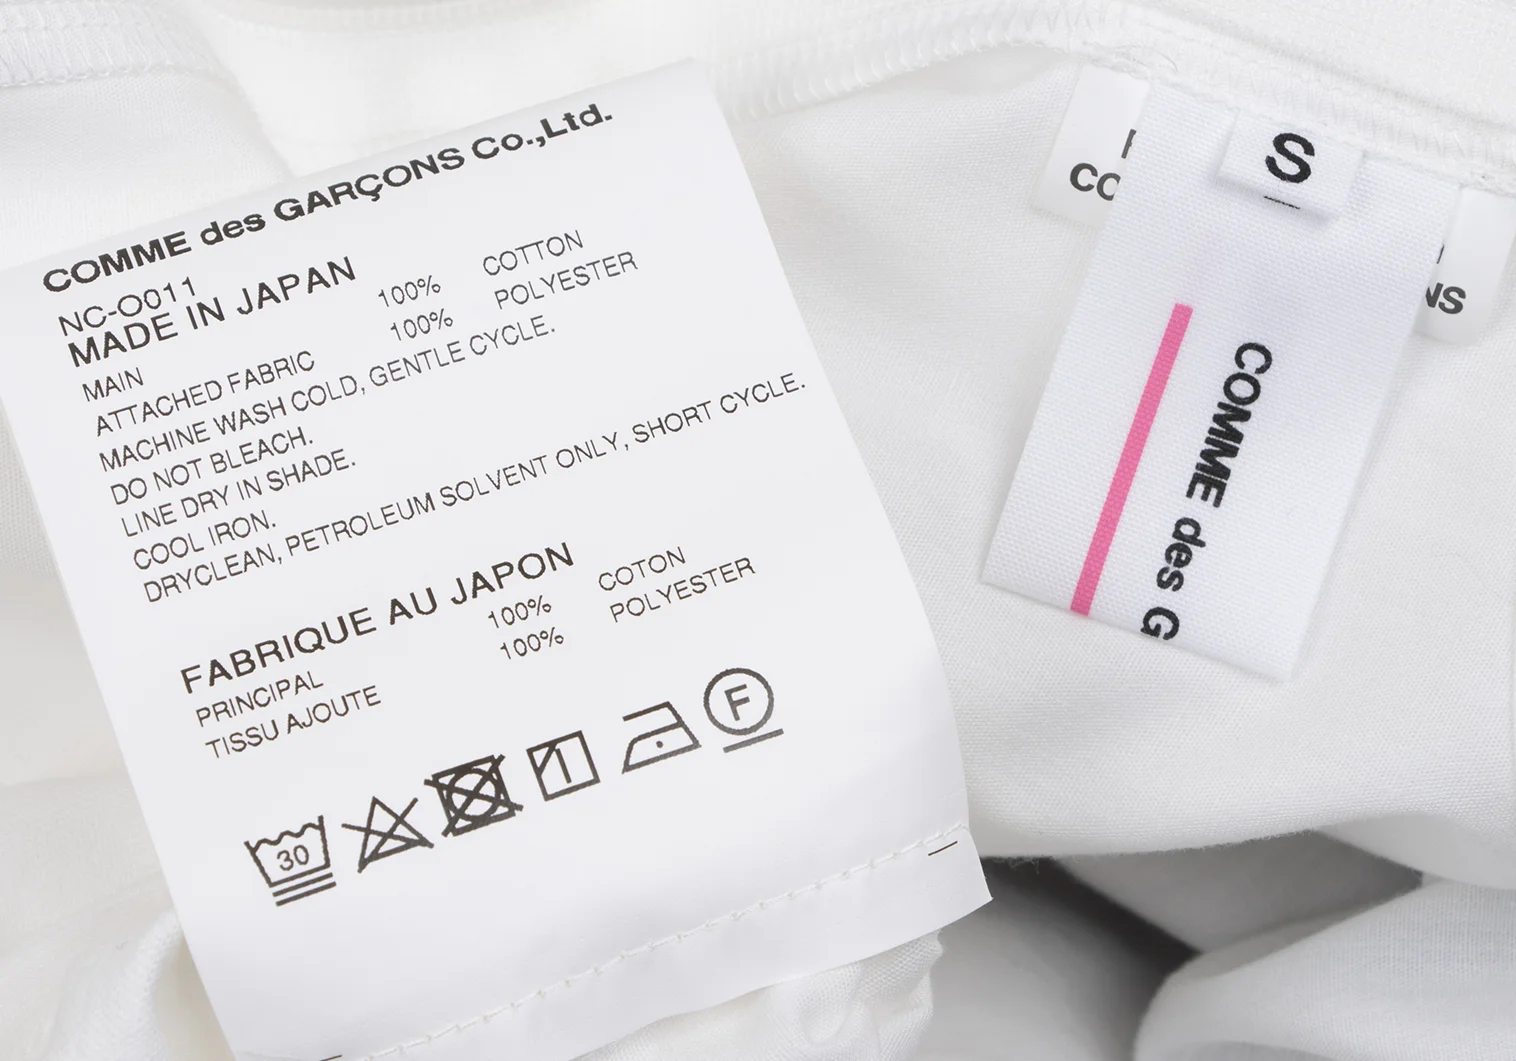 COMME des GARÇONS Co.,Ltd.
NC-O011
MADE IN JAPAN
MAIN 100% COTTON
ATTACHED FABRIC 100% POLYESTER
MACHINE WASH COLD, GENTLE CYCLE.
DO NOT BLEACH.
LINE DRY IN SHADE.
COOL IRON.
DRYCLEAN, PETROLEUM SOLVENT ONLY, SHORT CYCLE.
FABRIQUE AU JAPON
PRINCIPAL 100% COTON
TISSU AJOUTE 100% POLYESTER
30
F
S
COMME des G
CO
NS